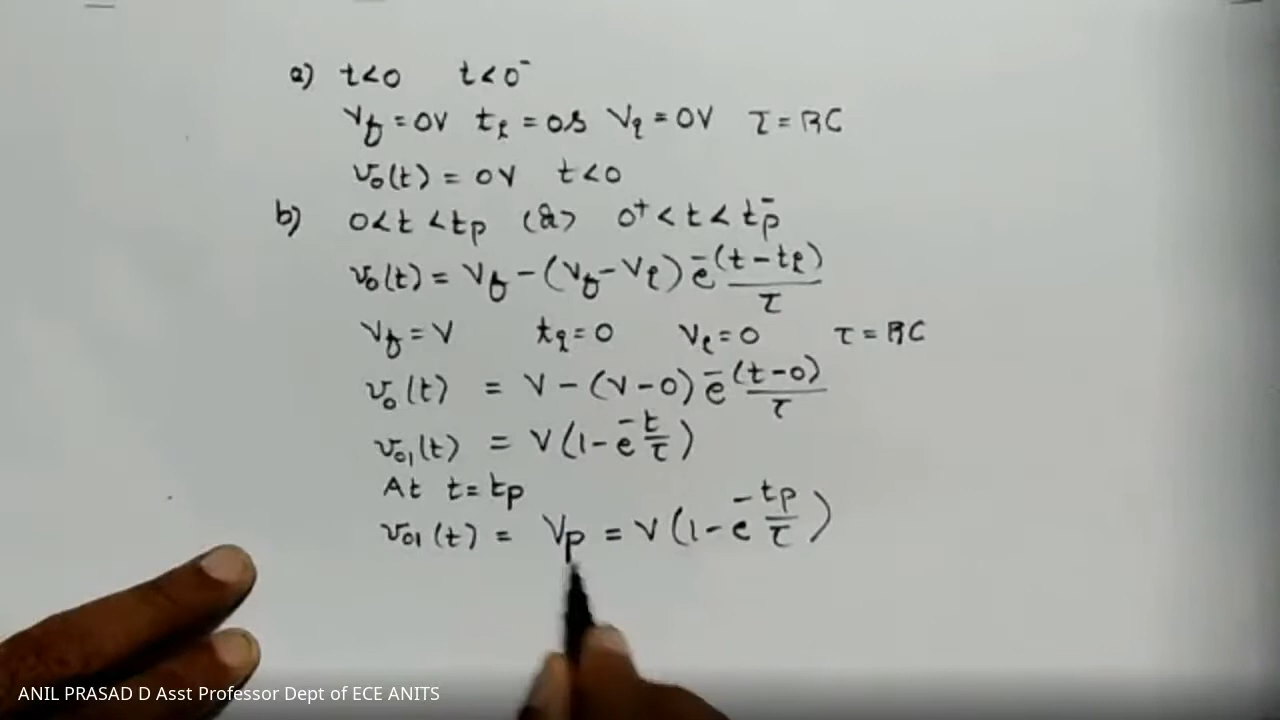 a) t<0 t<0⁻
V_f = 0V t_i = 0s V_i = 0V τ = RC
v_o(t) = 0V t<0
b) 0<t<t_p (or) 0⁺<t<t_p⁻
v_o(t) = V_f - (V_f - V_i) e^-(t-t_i)/τ
V_f = V t_i = 0 V_i = 0 τ = RC
v_o(t) = V - (V-0) e^-(t-0)/τ
v_o1(t) = V(1 - e^-t/τ)
At t = t_p
v_o1(t) = V_p = V(1 - e^-t_p/τ)
ANIL PRASAD D Asst Professor Dept of ECE ANITS